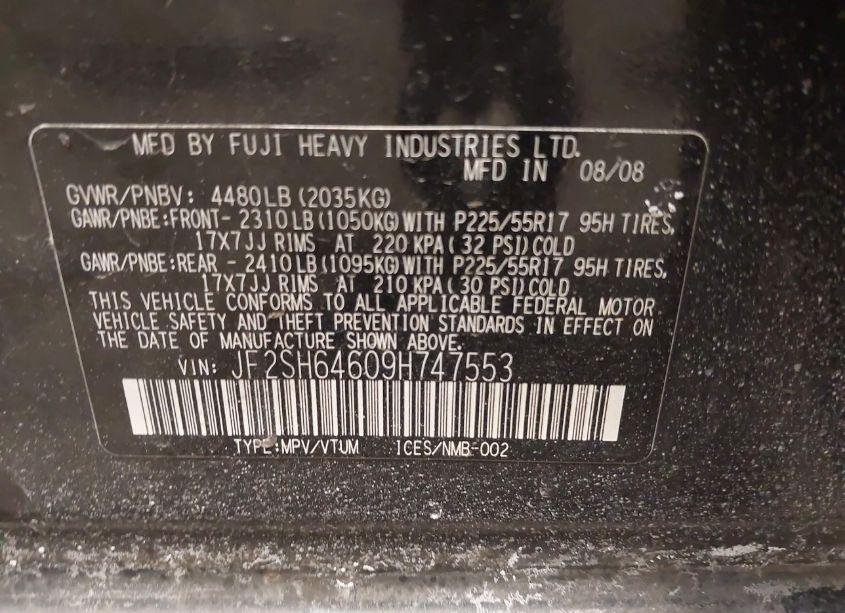 MFD BY FUJI HEAVY INDUSTRIES LTD.
MFD IN 08/08
GVWR/PNBV: 4480LB (2035KG)
GAWR/PNBE:FRONT- 2310LB(1050KG)WITH P225/55R17 95H TIRES,
17X7JJ RIMS AT 220 KPA( 32 PSI)COLD
GAWR/PNBE:REAR -2410LB(1095KG)WITH P225/55R17 95H TIRES,
17X7JJ RIMS AT 210 KPA( 30 PSI)COLD
THIS VEHICLE CONFORMS TO ALL APPLICABLE FEDERAL MOTOR
VEHICLE SAFETY AND THEFT PREVENTION STANDARDS IN EFFECT ON
THE DATE OF MANUFACTURE SHOWN ABOVE.
VIN: JF2SH64609H747553
TYPE:MPV/VTUM ICES/NMB-002